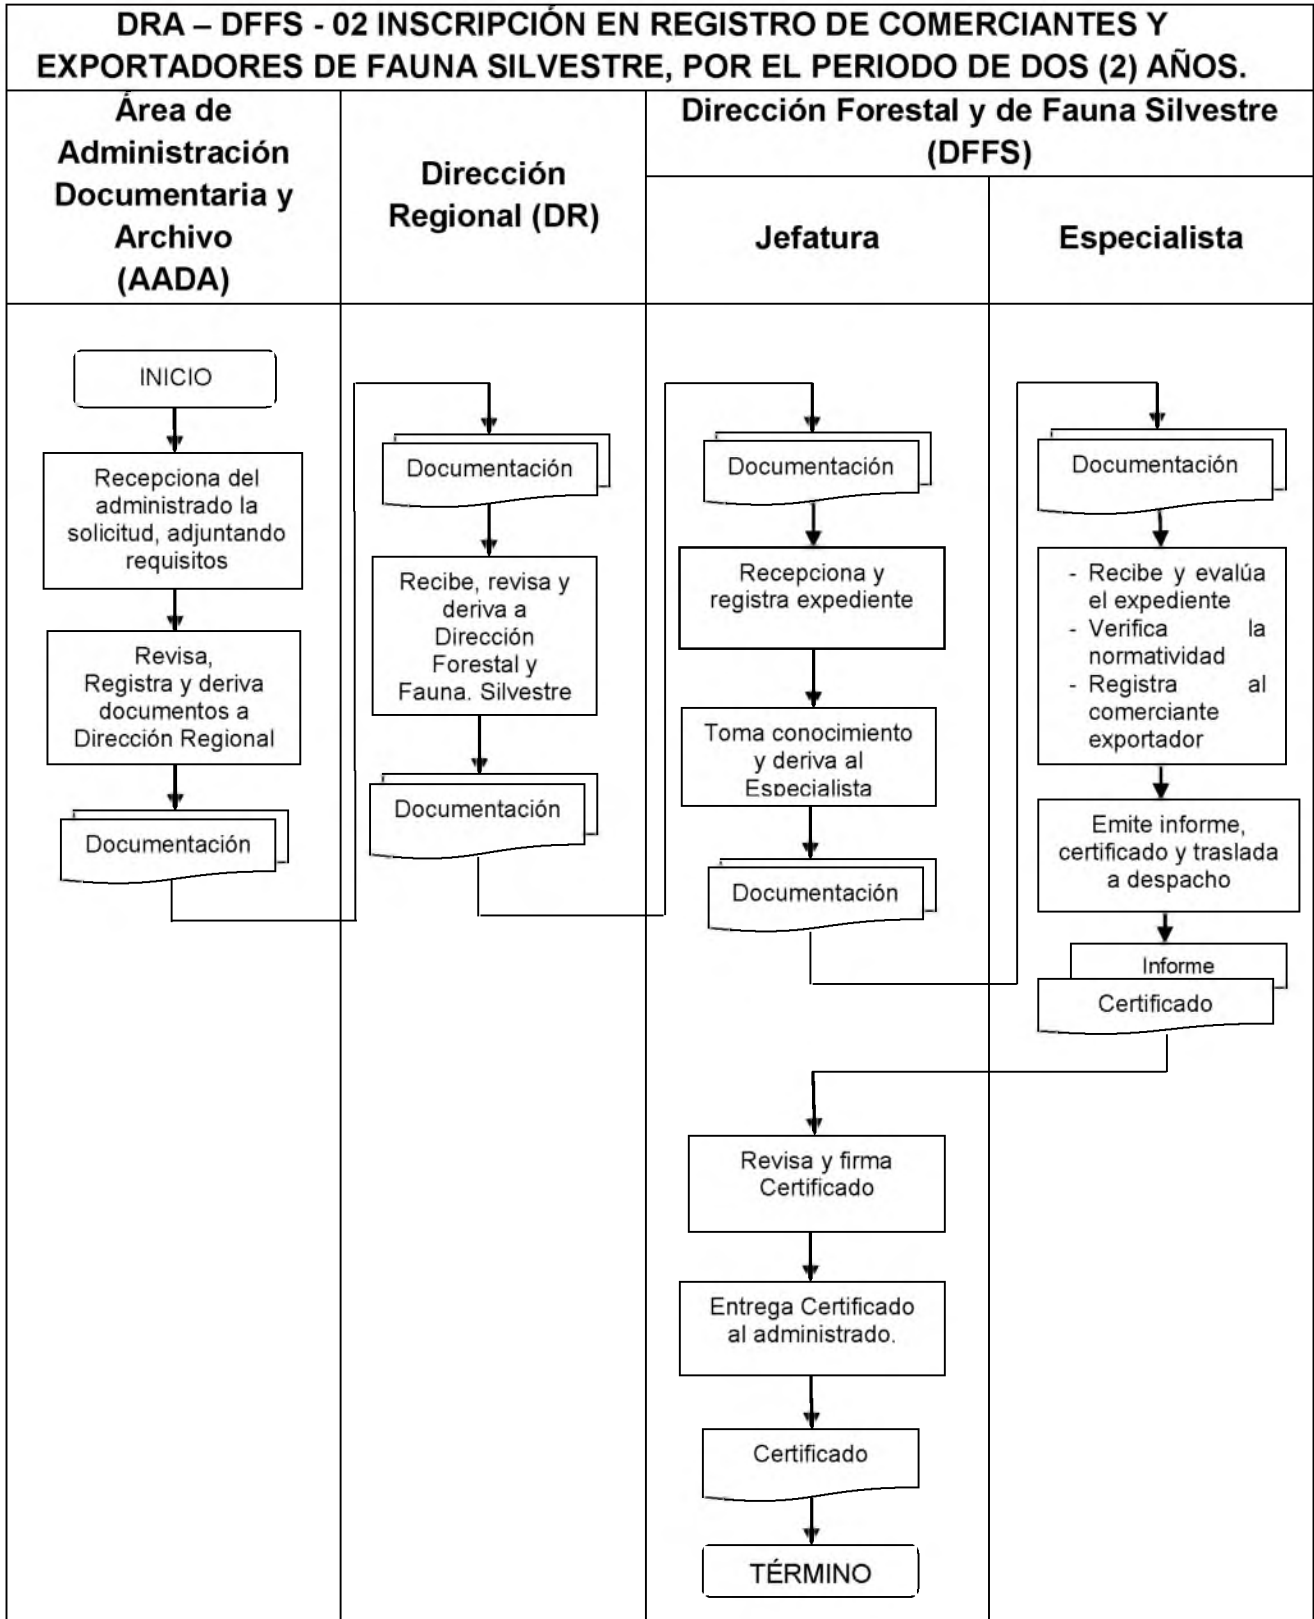 DRA – DFFS - 02 INSCRIPCIÓN EN REGISTRO DE COMERCIANTES Y
EXPORTADORES DE FAUNA SILVESTRE, POR EL PERIODO DE DOS (2) AÑOS.
Área de
Administración
Documentaria y
Archivo
(AADA)
Dirección
Regional (DR)
Dirección Forestal y de Fauna Silvestre
(DFFS)
Jefatura
Especialista
INICIO
Recepciona del
administrado la
solicitud, adjuntando
requisitos
Revisa,
Registra y deriva
documentos a
Dirección Regional
Documentación
Documentación
Recibe, revisa y
deriva a
Dirección
Forestal y
Fauna. Silvestre
Documentación
Documentación
Recepciona y
registra expediente
Toma conocimiento
y deriva al
Especialista
Documentación
Documentación
- Recibe y evalúa
el expediente
- Verifica la
normatividad
- Registra al
comerciante
exportador
Emite informe,
certificado y traslada
a despacho
Informe
Certificado
Revisa y firma
Certificado
Entrega Certificado
al administrado.
Certificado
TÉRMINO